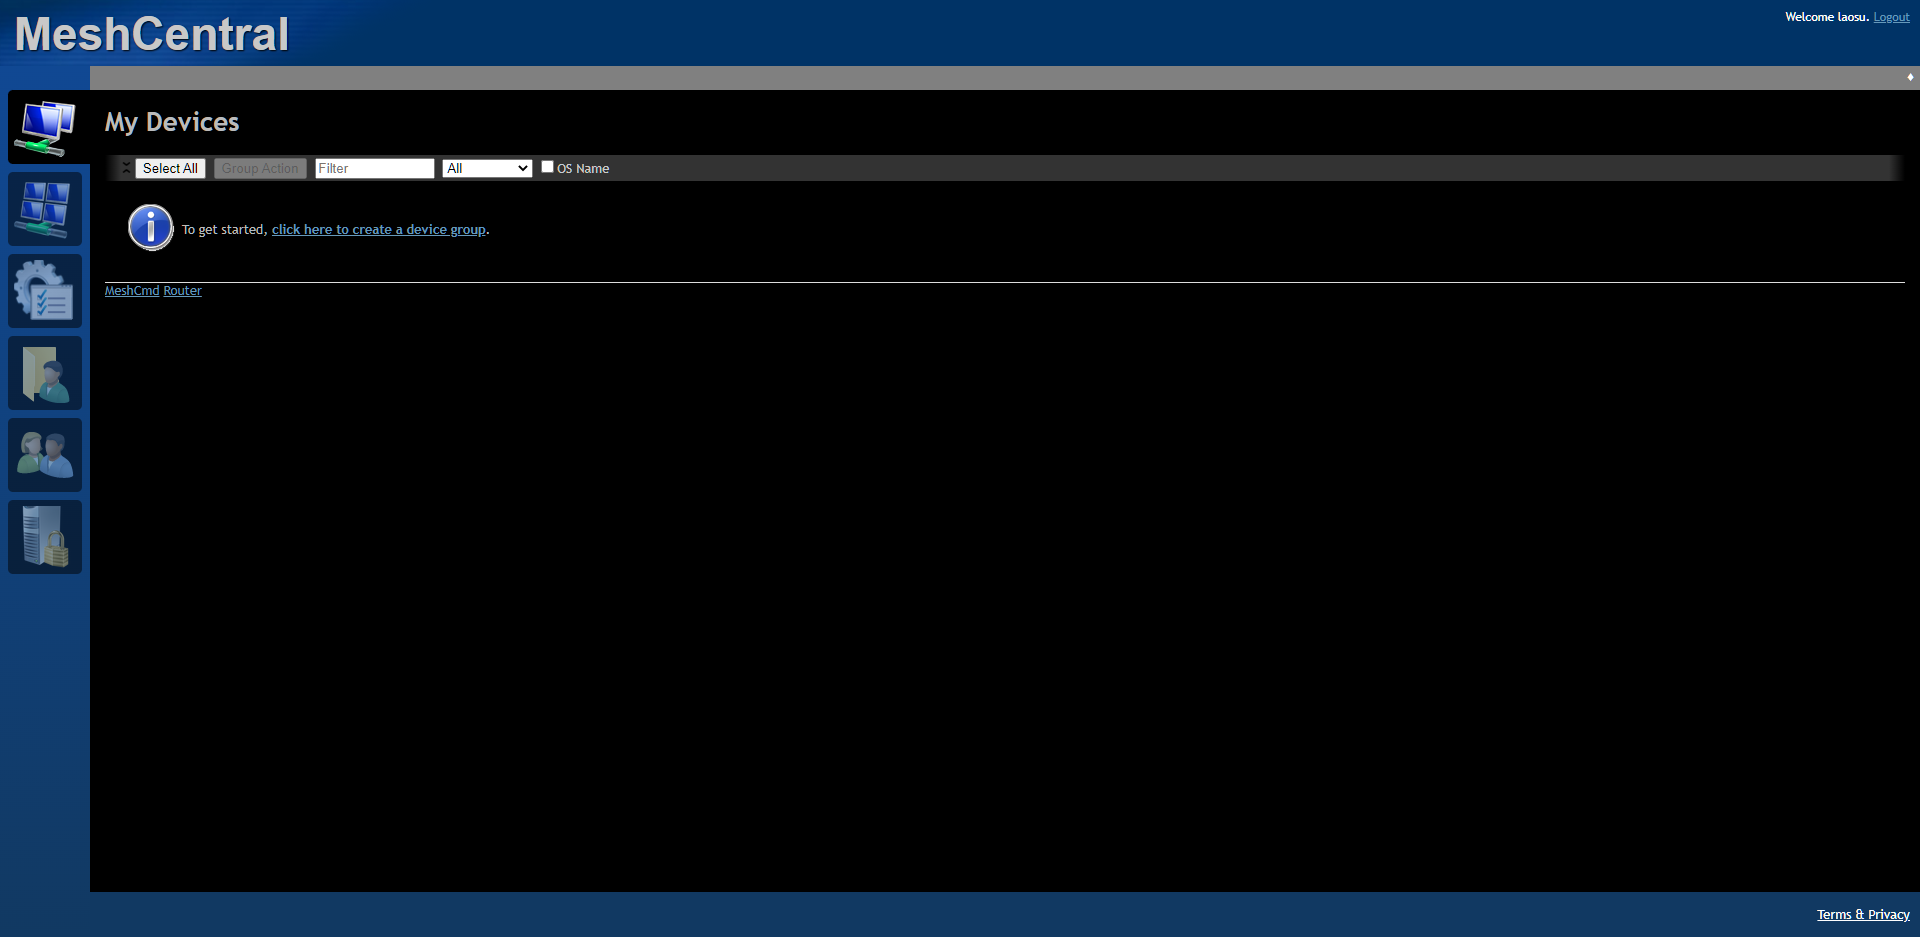 MeshCentral
Welcome laosu. Logout
My Devices
Select All Group Action Filter All OS Name
To get started, click here to create a device group.
MeshCmd Router
Terms & Privacy